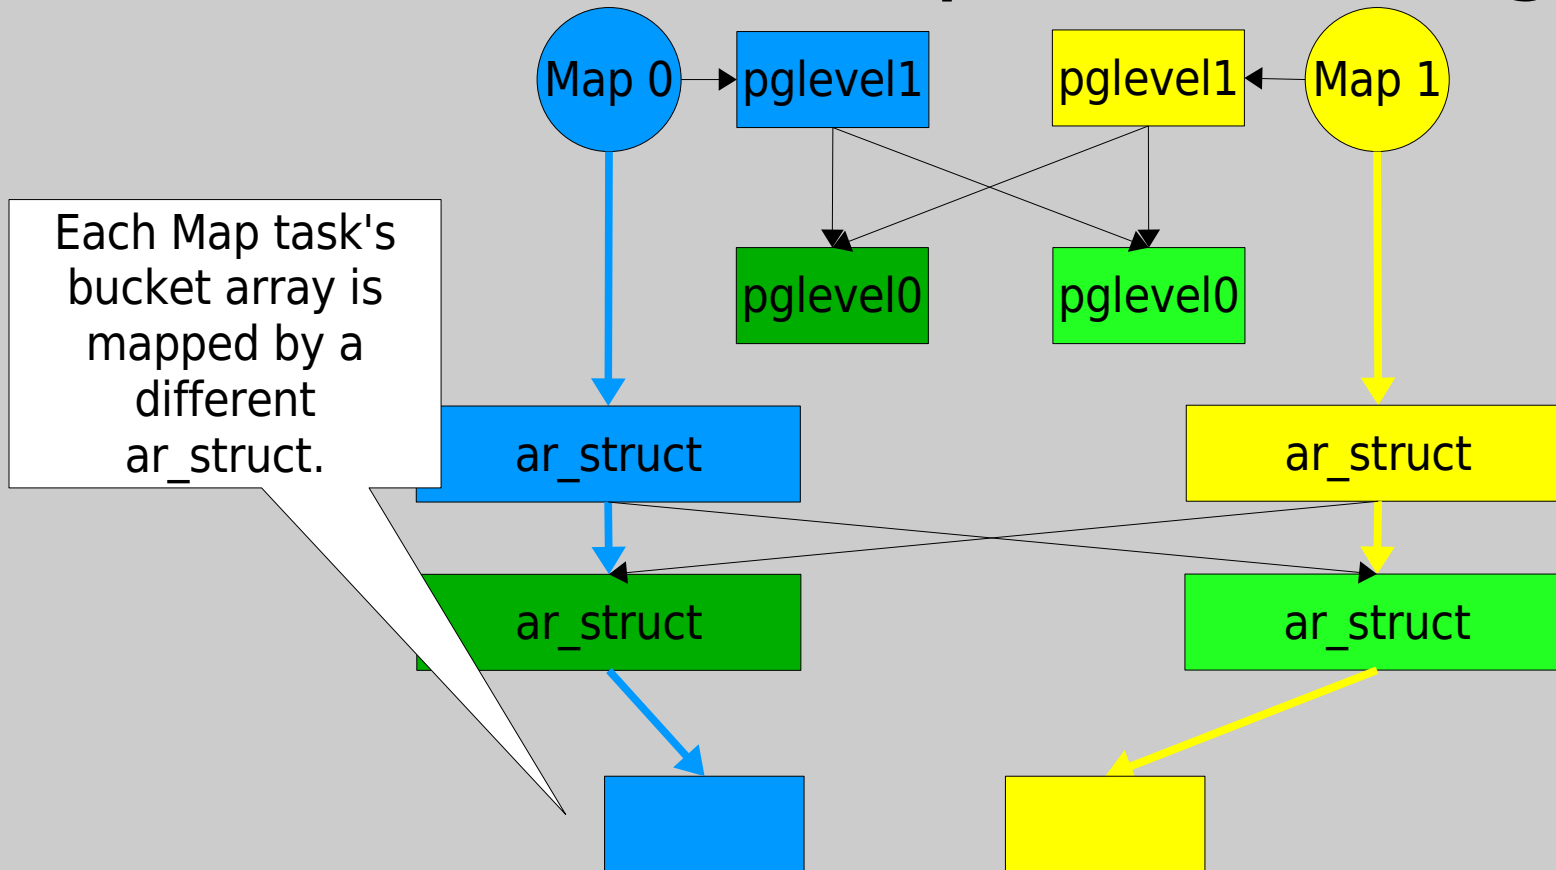 Map 0
pglevel1
pglevel1
Map 1
Each Map task's
bucket array is
mapped by a
different
ar_struct.
pglevel0
pglevel0
ar_struct
ar_struct
ar_struct
ar_struct